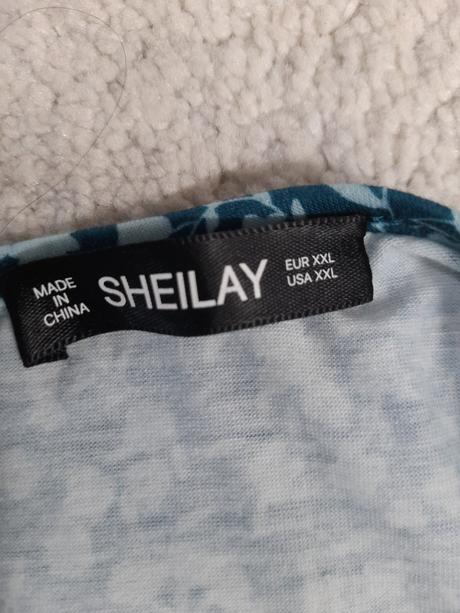 MADE
IN
CHINA
SHEILAY
EUR XXL
USA XXL